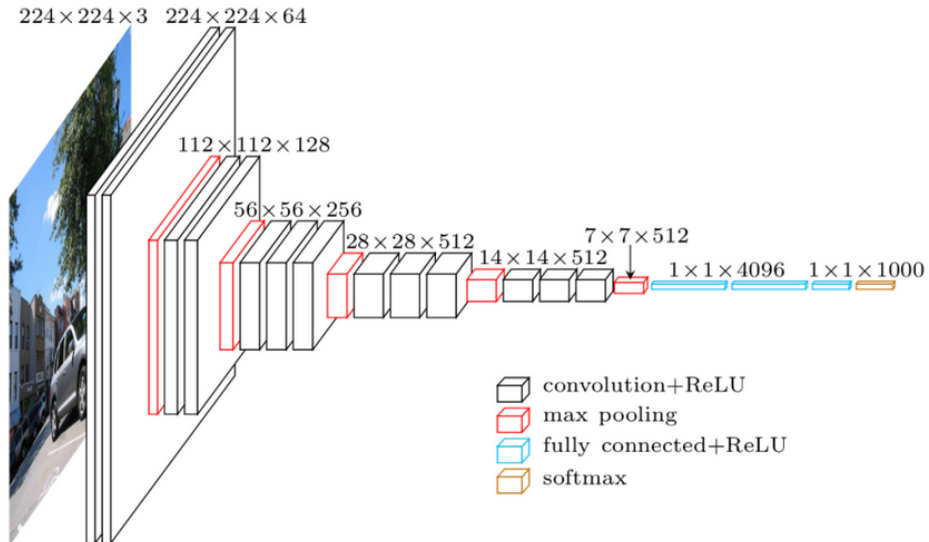 224×224×3
224×224×64
112×112×128
56×56×256
28×28×512
14×14×512
7×7×512
1×1×4096
1×1×1000
convolution+ReLU
max pooling
fully connected+ReLU
softmax